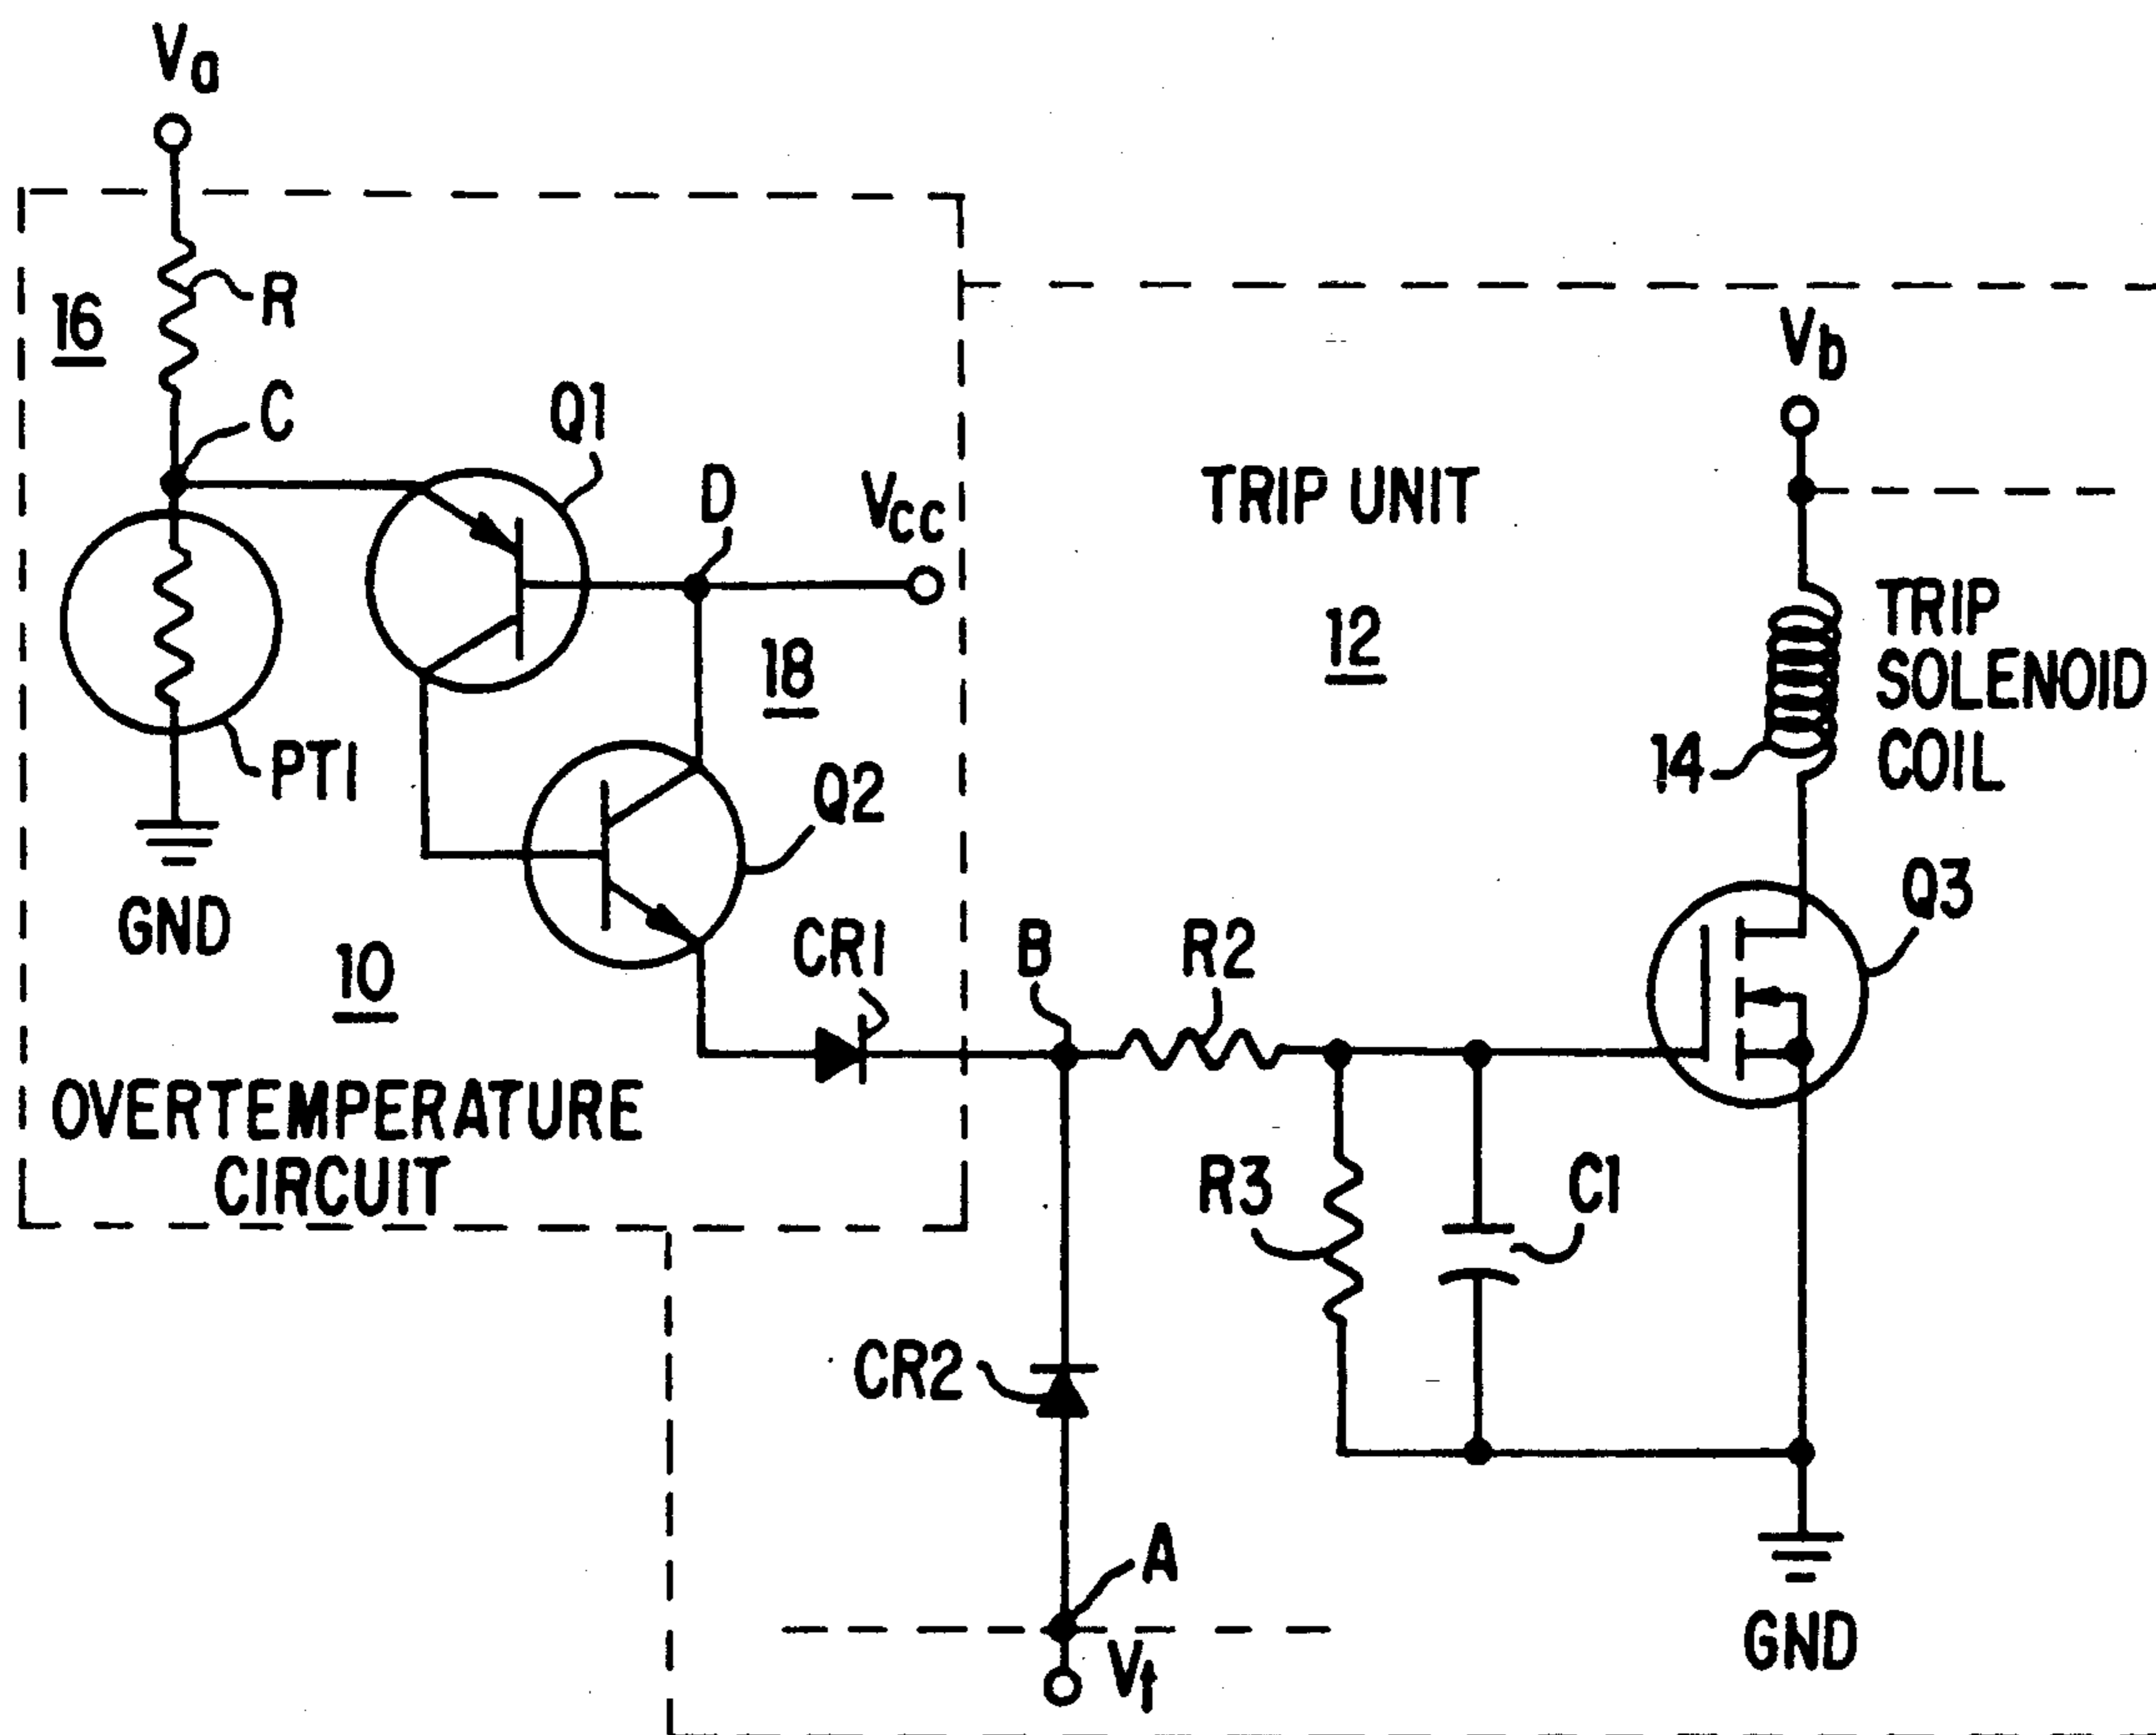 Va
16
R
C
Q1
D
Vcc
PT1
18
Q2
GND
10
CR1
OVERTEMPERATURE
CIRCUIT
TRIP UNIT
12
Vb
TRIP
SOLENOID
COIL
14
Q3
B
R2
R3
C1
CR2
A
Vt
GND